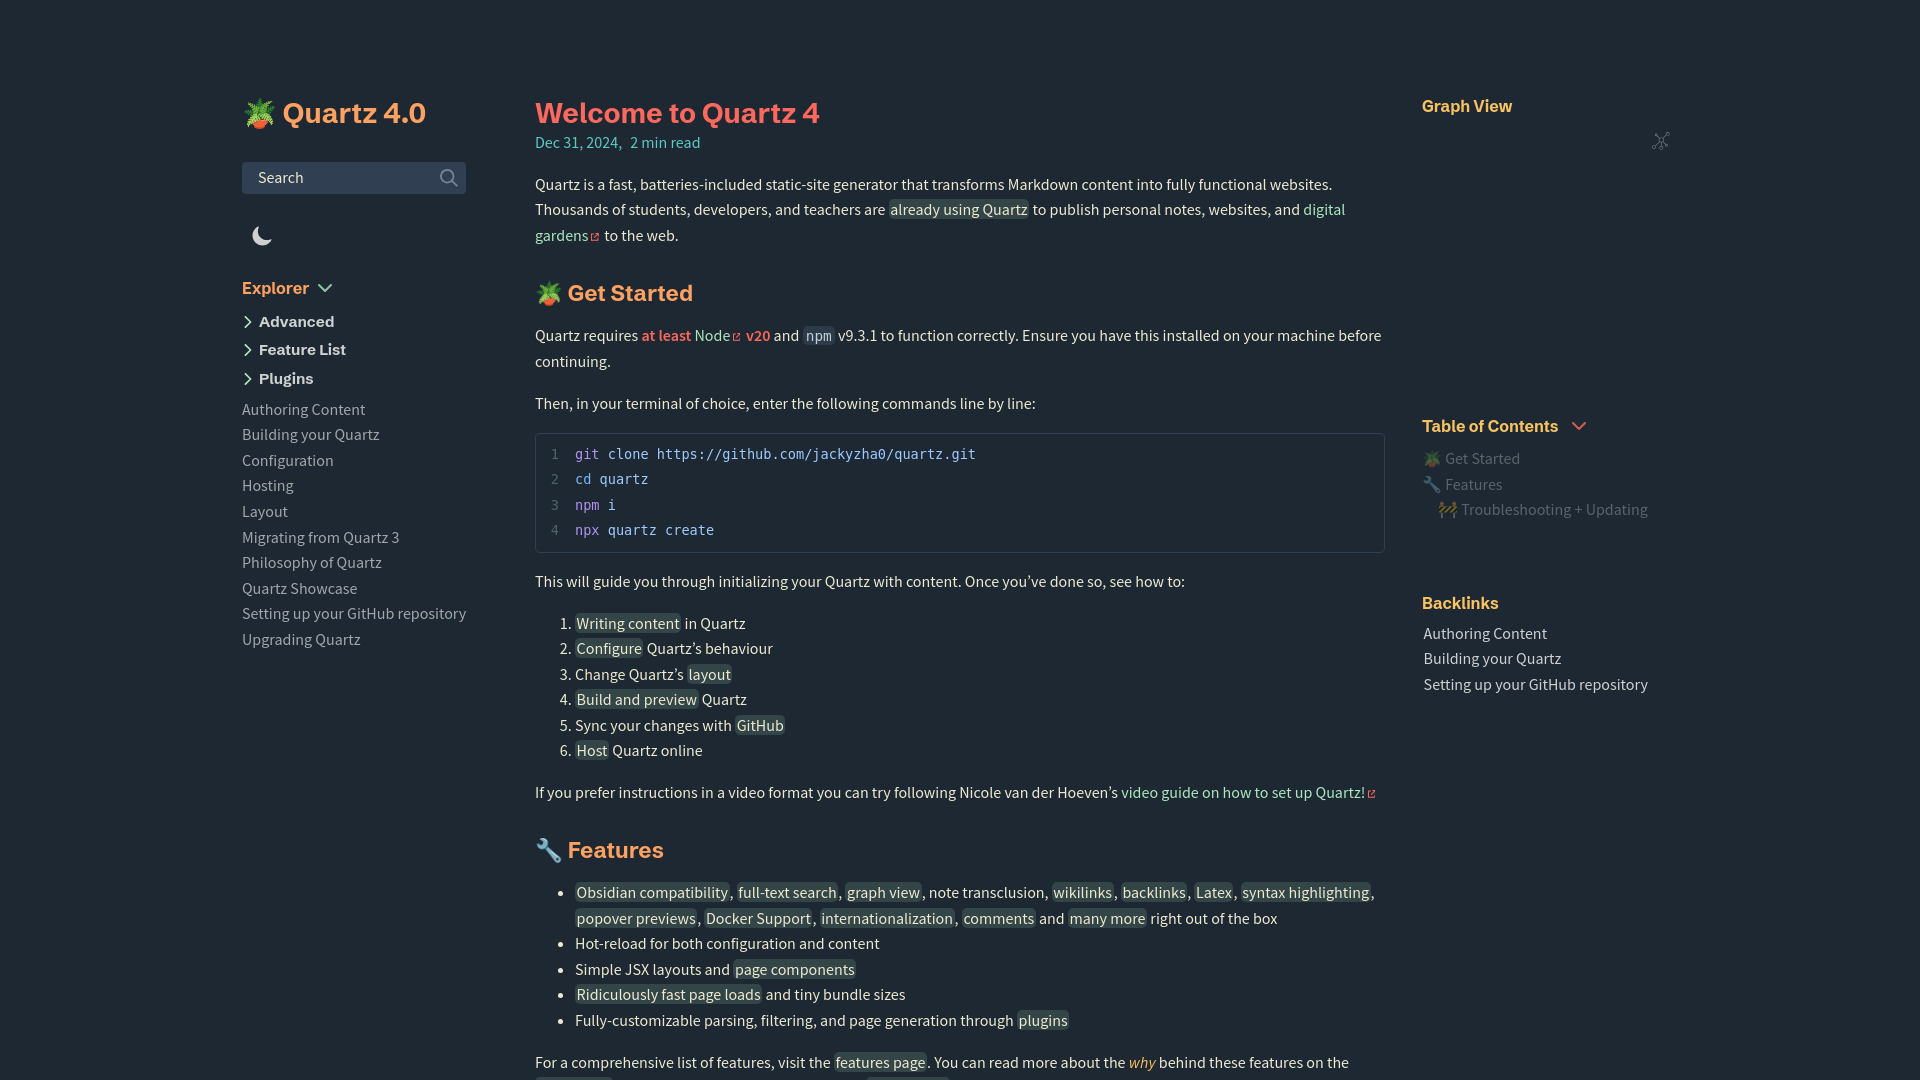 🪴 Quartz 4.0
Search
Explorer
Advanced
Feature List
Plugins
Authoring Content
Building your Quartz
Configuration
Hosting
Layout
Migrating from Quartz 3
Philosophy of Quartz
Quartz Showcase
Setting up your GitHub repository
Upgrading Quartz
Welcome to Quartz 4
Dec 31, 2024, 2 min read
Quartz is a fast, batteries-included static-site generator that transforms Markdown content into fully functional websites.
Thousands of students, developers, and teachers are already using Quartz to publish personal notes, websites, and digital
gardens to the web.
🪴 Get Started
Quartz requires at least Node v20 and npm v9.3.1 to function correctly. Ensure you have this installed on your machine before
continuing.
Then, in your terminal of choice, enter the following commands line by line:
1 git clone https://github.com/jackyzha0/quartz.git
2 cd quartz
3 npm i
4 npx quartz create
This will guide you through initializing your Quartz with content. Once you’ve done so, see how to:
1. Writing content in Quartz
2. Configure Quartz’s behaviour
3. Change Quartz’s layout
4. Build and preview Quartz
5. Sync your changes with GitHub
6. Host Quartz online
If you prefer instructions in a video format you can try following Nicole van der Hoeven’s video guide on how to set up Quartz!
🔧 Features
• Obsidian compatibility, full-text search, graph view, note transclusion, wikilinks, backlinks, Latex, syntax highlighting,
popover previews, Docker Support, internationalization, comments and many more right out of the box
• Hot-reload for both configuration and content
• Simple JSX layouts and page components
• Ridiculously fast page loads and tiny bundle sizes
• Fully-customizable parsing, filtering, and page generation through plugins
For a comprehensive list of features, visit the features page. You can read more about the why behind these features on the
Graph View
Table of Contents
🪴 Get Started
🔧 Features
🚧 Troubleshooting + Updating
Backlinks
Authoring Content
Building your Quartz
Setting up your GitHub repository